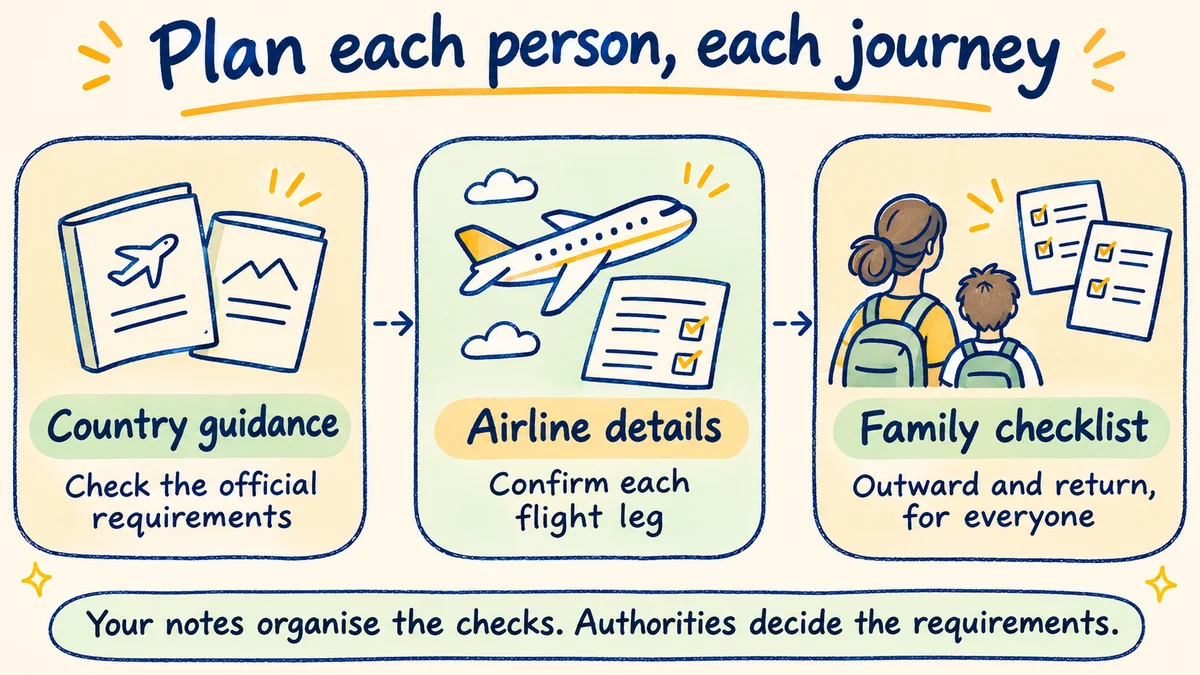 Plan each person, each journey
Country guidance
Check the official
requirements
Airline details
Confirm each
flight leg
Family checklist
Outward and return,
for everyone
Your notes organise the checks. Authorities decide the requirements.